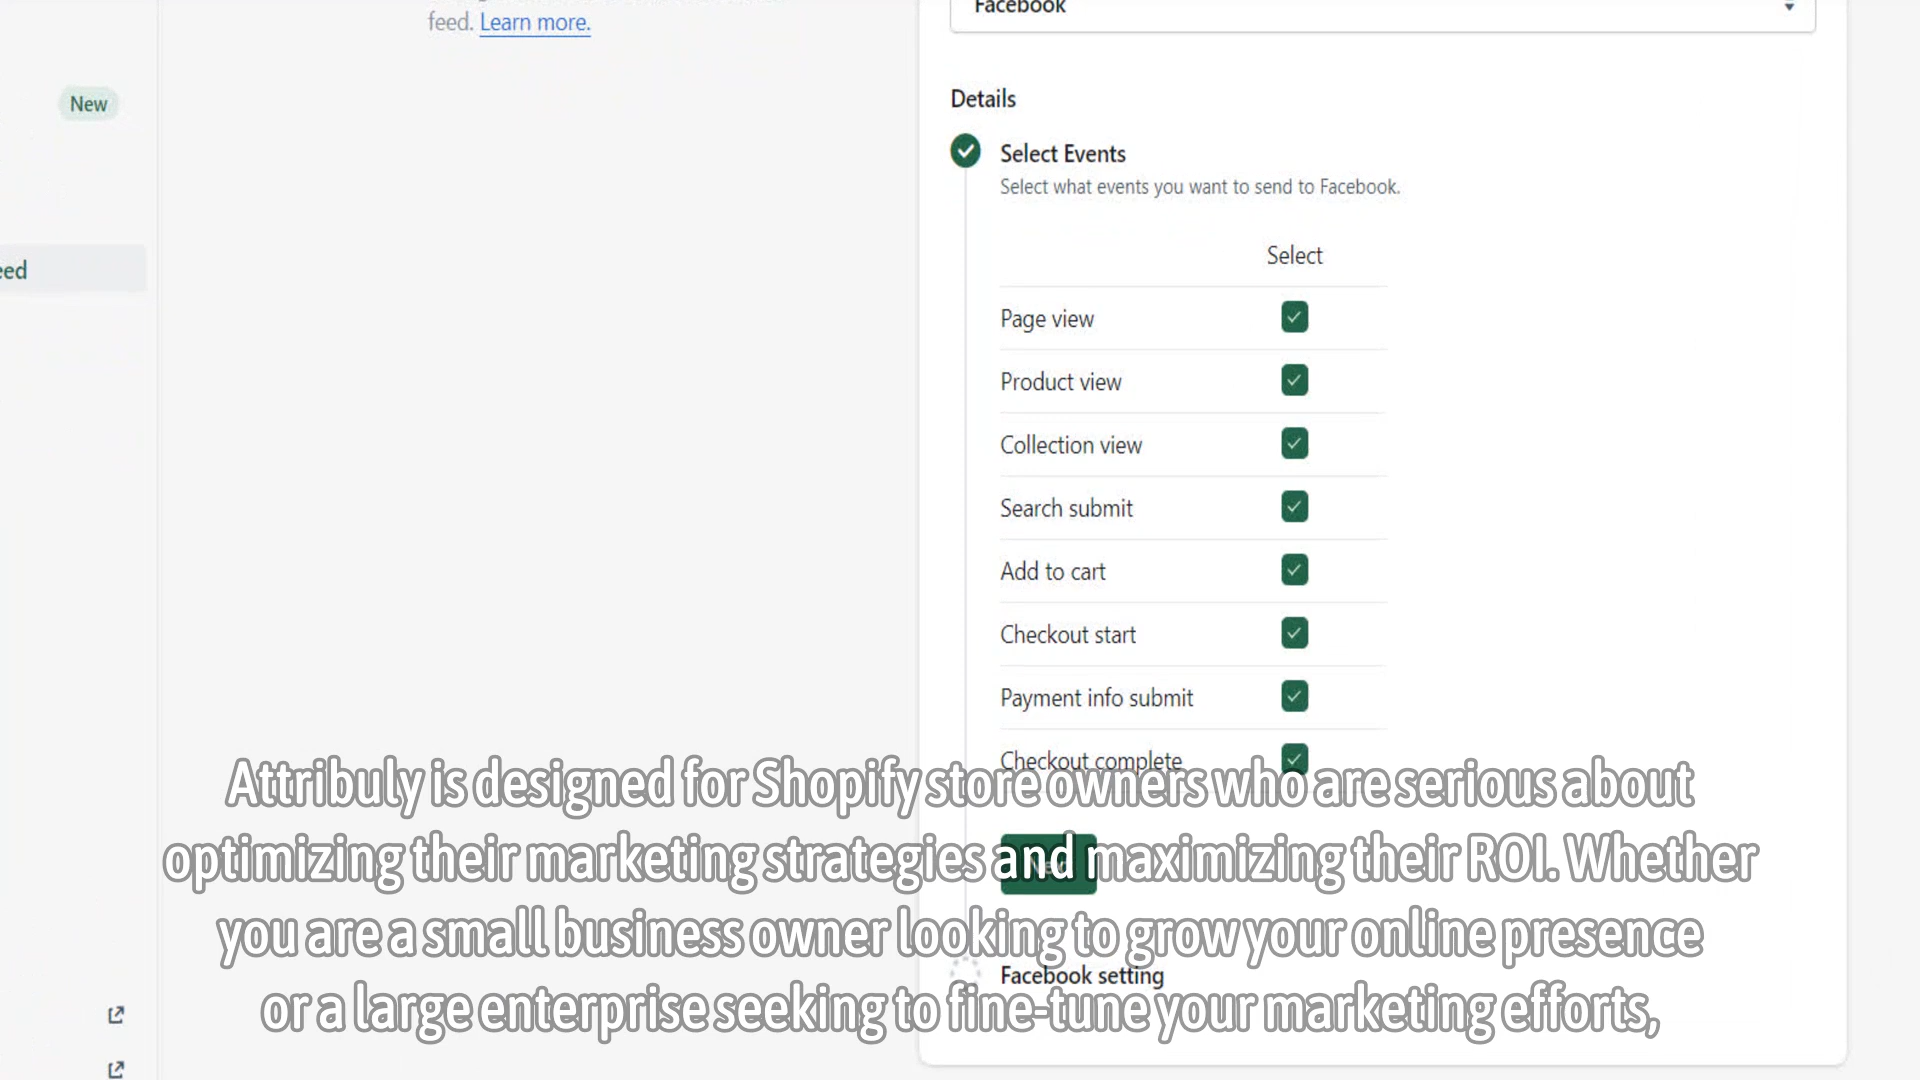 Facebook
feed. Learn more.
Details
New
Select Events
Select what events you want to send to Facebook.
Select
eed
Page view
Product view
Collection view
Search submit
Add to cart
Checkout start
Payment info submit
Checkout complete
Attribuly is designed for Shopify store owners who are serious about
optimizing their marketing strategies and maximizing their ROI. Whether
you are a small business owner looking to grow your online presence
Facebook setting
or a large enterprise seeking to fine-tune your marketing efforts,